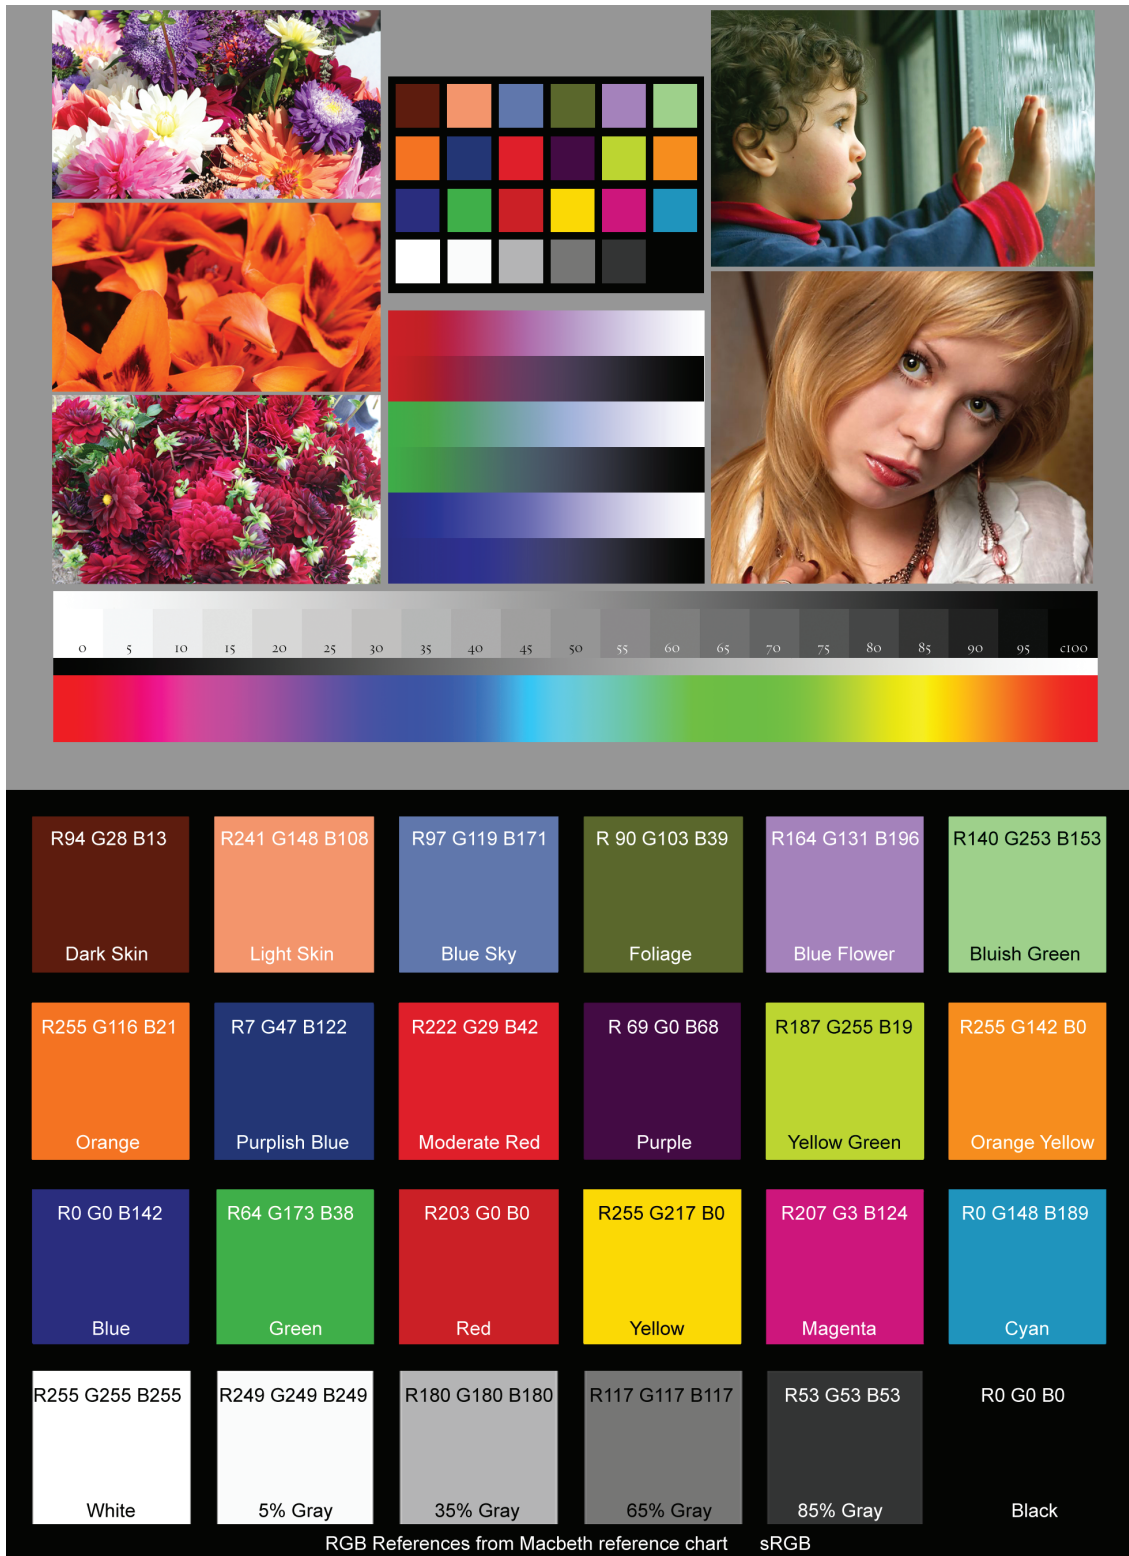 0 5 10 15 20 25 30 35 40 45 50 55 60 65 70 75 80 85 90 95 c100
R94 G28 B13 R241 G148 B108 R97 G119 B171 R 90 G103 B39 R164 G131 B196 R140 G253 B153
Dark Skin Light Skin Blue Sky Foliage Blue Flower Bluish Green
R255 G116 B21 R7 G47 B122 R222 G29 B42 R 69 G0 B68 R187 G255 B19 R255 G142 B0
Orange Purplish Blue Moderate Red Purple Yellow Green Orange Yellow
R0 G0 B142 R64 G173 B38 R203 G0 B0 R255 G217 B0 R207 G3 B124 R0 G148 B189
Blue Green Red Yellow Magenta Cyan
R255 G255 B255 R249 G249 B249 R180 G180 B180 R117 G117 B117 R53 G53 B53 R0 G0 B0
White 5% Gray 35% Gray 65% Gray 85% Gray Black
RGB References from Macbeth reference chart sRGB